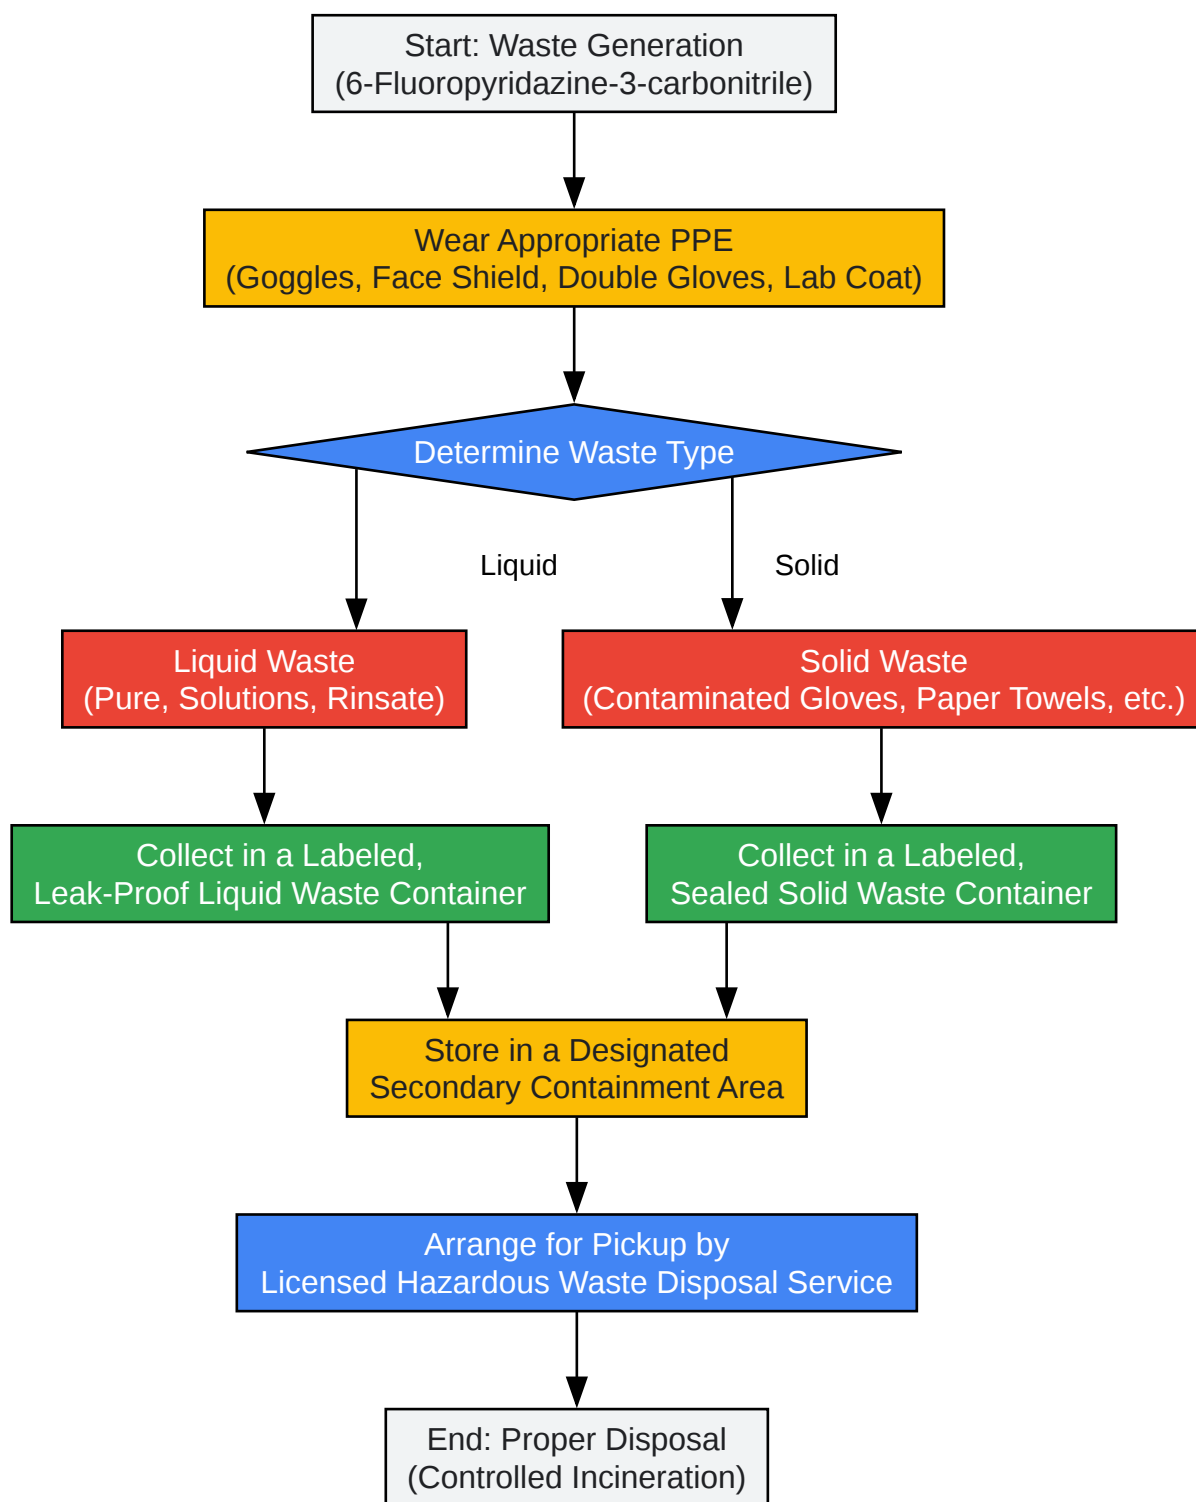 Start: Waste Generation
(6-Fluoropyridazine-3-carbonitrile)
Wear Appropriate PPE
(Goggles, Face Shield, Double Gloves, Lab Coat)
Determine Waste Type
Liquid
Solid
Liquid Waste
(Pure, Solutions, Rinsate)
Solid Waste
(Contaminated Gloves, Paper Towels, etc.)
Collect in a Labeled,
Leak-Proof Liquid Waste Container
Collect in a Labeled,
Sealed Solid Waste Container
Store in a Designated
Secondary Containment Area
Arrange for Pickup by
Licensed Hazardous Waste Disposal Service
End: Proper Disposal
(Controlled Incineration)